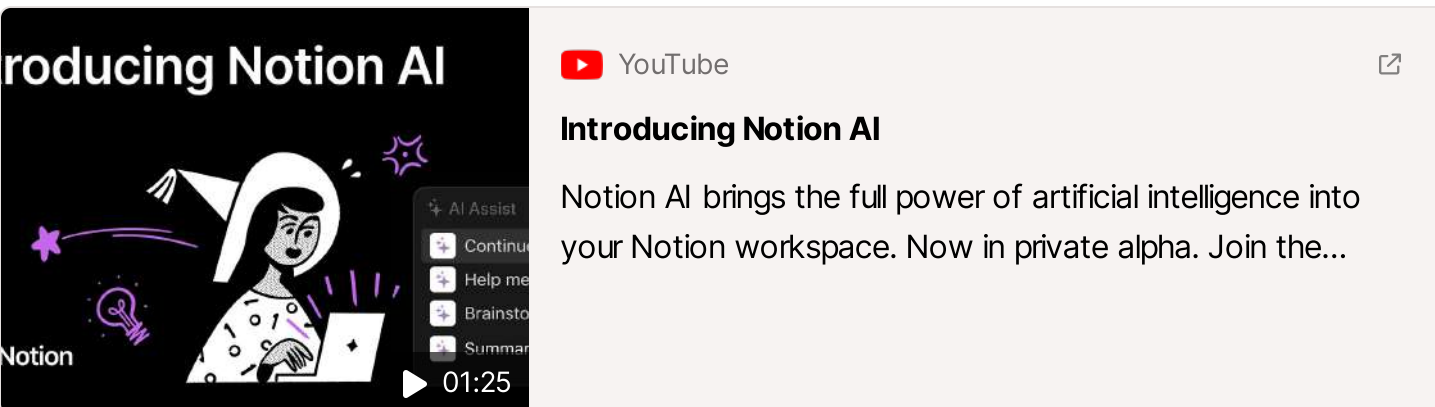 troducing Notion AI
AI Assist
Continu
Help me
Brainsto
Summar
Notion
01:25
YouTube
Introducing Notion AI
Notion AI brings the full power of artificial intelligence into
your Notion workspace. Now in private alpha. Join the...